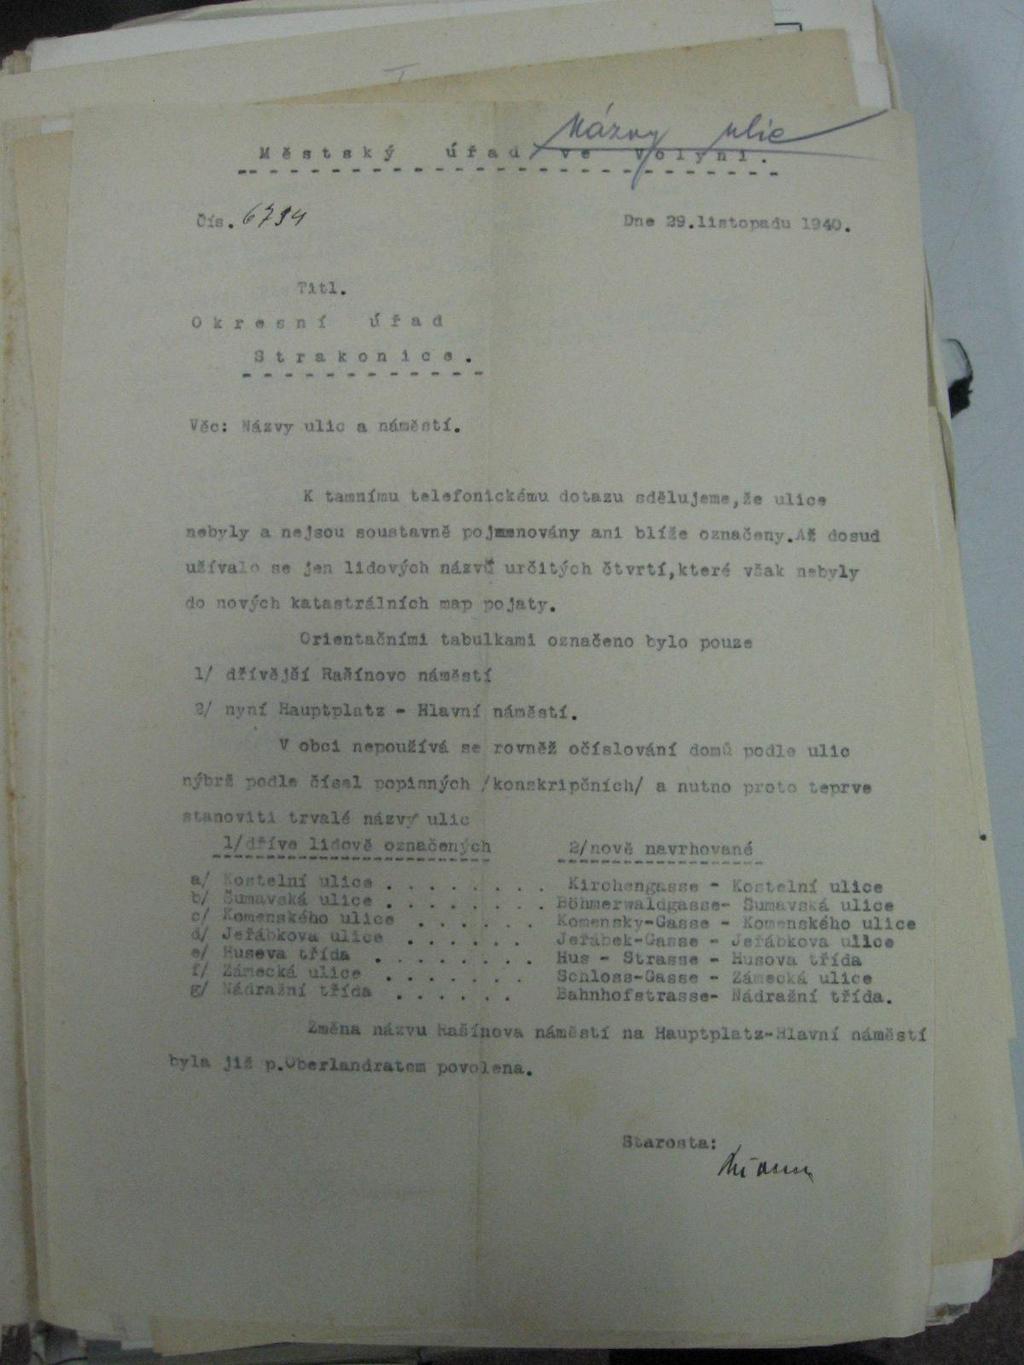 Názvy ulic
Městský úřad ve Volyni.
Čís. 6794
Dne 29.listopadu 1940.
Titl.
Okresní úřad
Strakonice.
Věc: Názvy ulic a náměstí.
K tamnímu telefonickému dotazu sdělujeme,že ulice
nebyly a nejsou soustavně pojmenovány ani blíže označeny.Až dosud
užívalo se jen lidových názvů určitých čtvrtí,které však nebyly
do nových katastrálních map pojaty.
Orientačními tabulkami označeno bylo pouze
1/ dřívější Rašínovo náměstí
2/ nyní Hauptplatz - Hlavní náměstí.
V obci nepoužívá se rovněž očíslování domů podle ulic
nýbrž podle čísel popisných /konskripčních/ a nutno proto teprve
stanoviti trvalé názvy ulic
1/dříve lidově označených 2/nově navrhované
a/ Kostelní ulice . . . . . . . . . Kirchengasse - Kostelní ulice
b/ Šumavská ulice . . . . . . . . . Böhmerwaldgasse- Šumavská ulice
c/ Komenského ulice . . . . . . Komensky-Gasse - Komenského ulice
d/ Jeřábkova ulice . . . . . . Jeřábek-Gasse - Jeřábkova ulice
e/ Husova třída . . . . . . . . Hus - Strasse - Husova třída
f/ Zámecká ulice . . . . . . . Schloss-Gasse - Zámecká ulice
g/ Nádražní třída . . . . . . Bahnhofstrasse- Nádražní třída.
Změna názvu Rašínova náměstí na Hauptplatz-Hlavní náměstí
byla již p.Oberlandratem povolena.
Starosta: